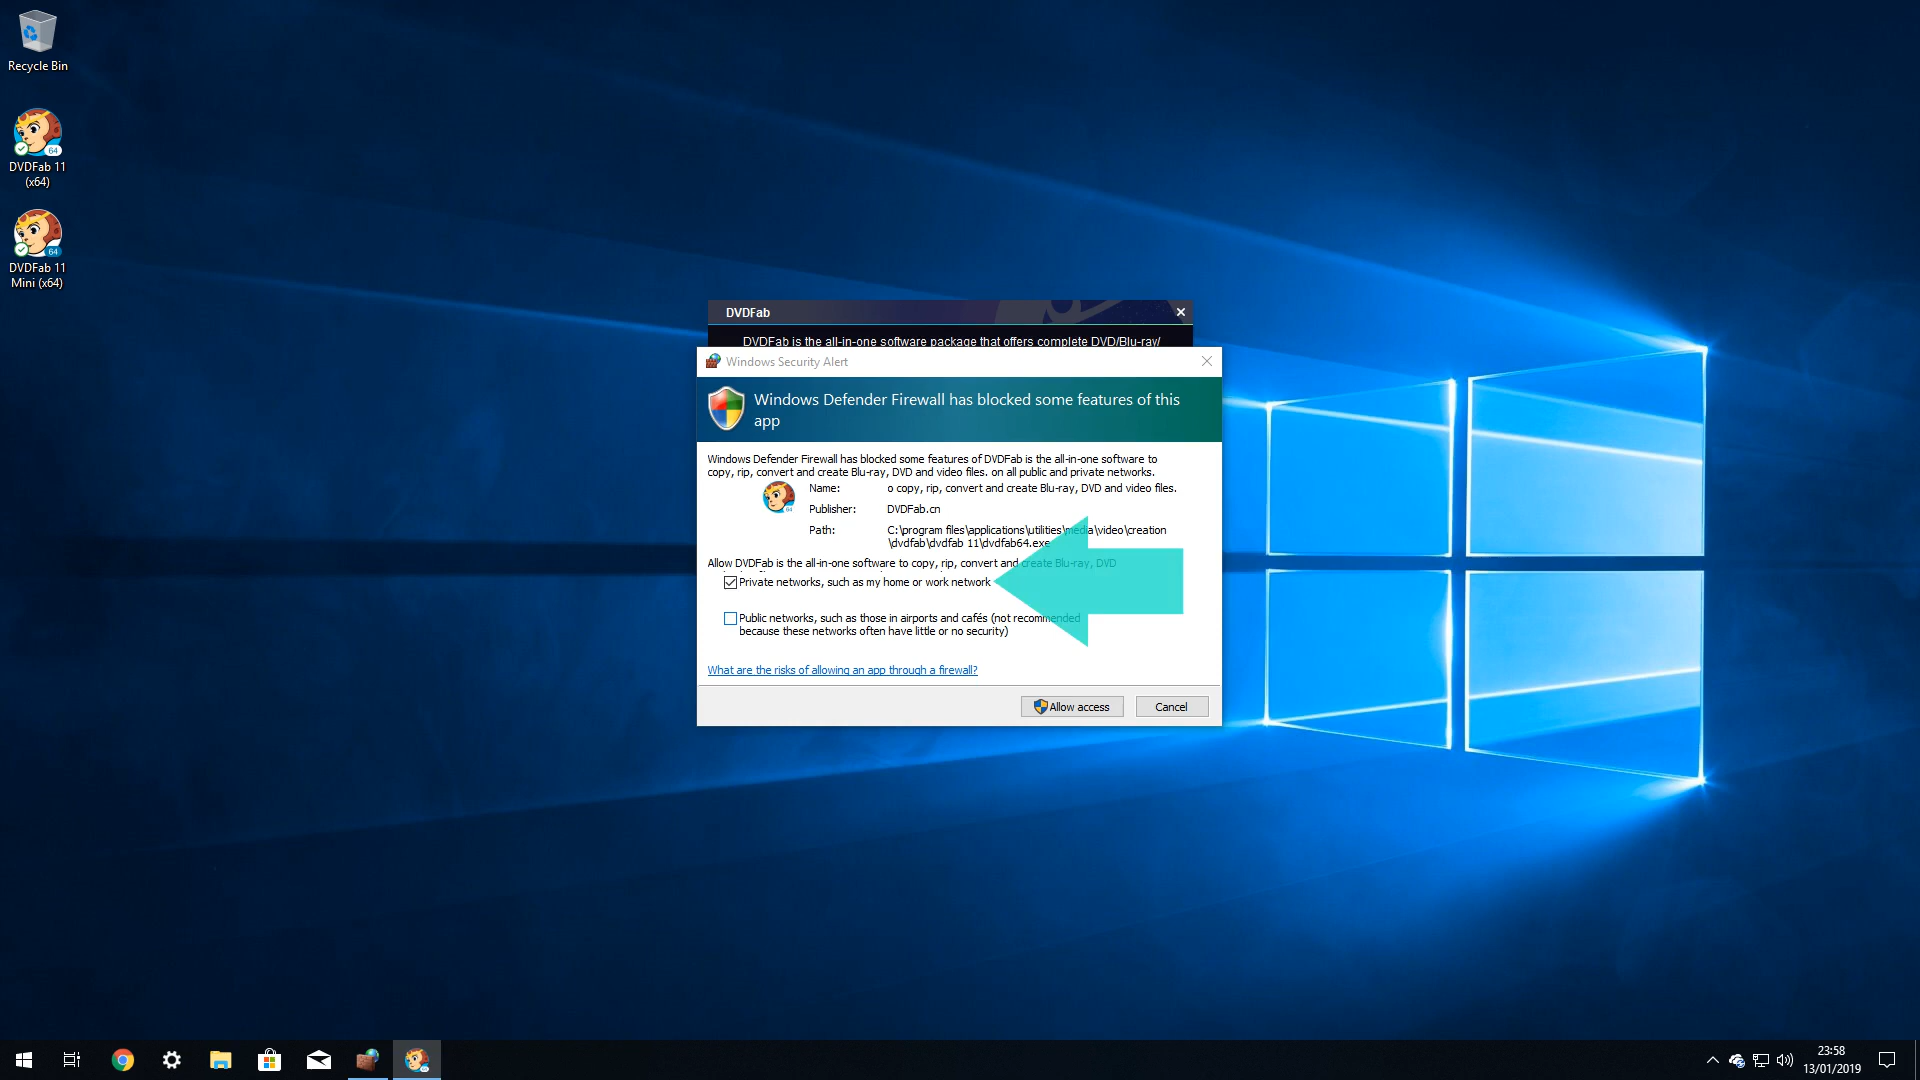 Recycle Bin
DVDFab 11
(x64)
DVDFab 11
Mini (x64)
DVDFab
DVDFab is the all-in-one software package that offers complete DVD/Blu-ray/
Windows Security Alert
Windows Defender Firewall has blocked some features of this
app
Windows Defender Firewall has blocked some features of DVDFab is the all-in-one software to
copy, rip, convert and create Blu-ray, DVD and video files. on all public and private networks.
Name: o copy, rip, convert and create Blu-ray, DVD and video files.
Publisher: DVDFab.cn
Path: C:\program files\applications\utilities\media\video\creation
\dvdfab\dvdfab 11\dvdfab64.exe
Allow DVDFab is the all-in-one software to copy, rip, convert and create Blu-ray, DVD
Private networks, such as my home or work network
Public networks, such as those in airports and cafés (not recommended
because these networks often have little or no security)
What are the risks of allowing an app through a firewall?
Allow access
Cancel
23:58
13/01/2019